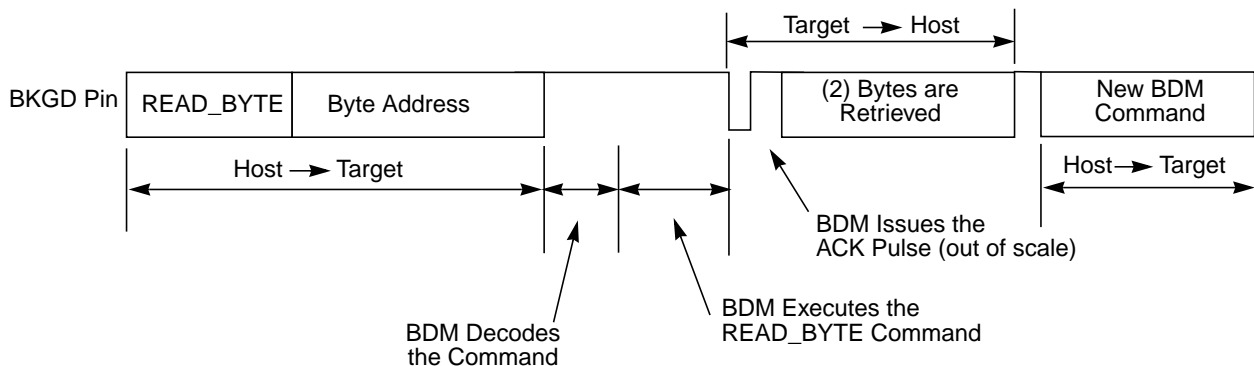 Target → Host
BKGD Pin
READ_BYTE
Byte Address
(2) Bytes are
Retrieved
New BDM
Command
Host → Target
Host → Target
BDM Issues the
ACK Pulse (out of scale)
BDM Executes the
READ_BYTE Command
BDM Decodes
the Command